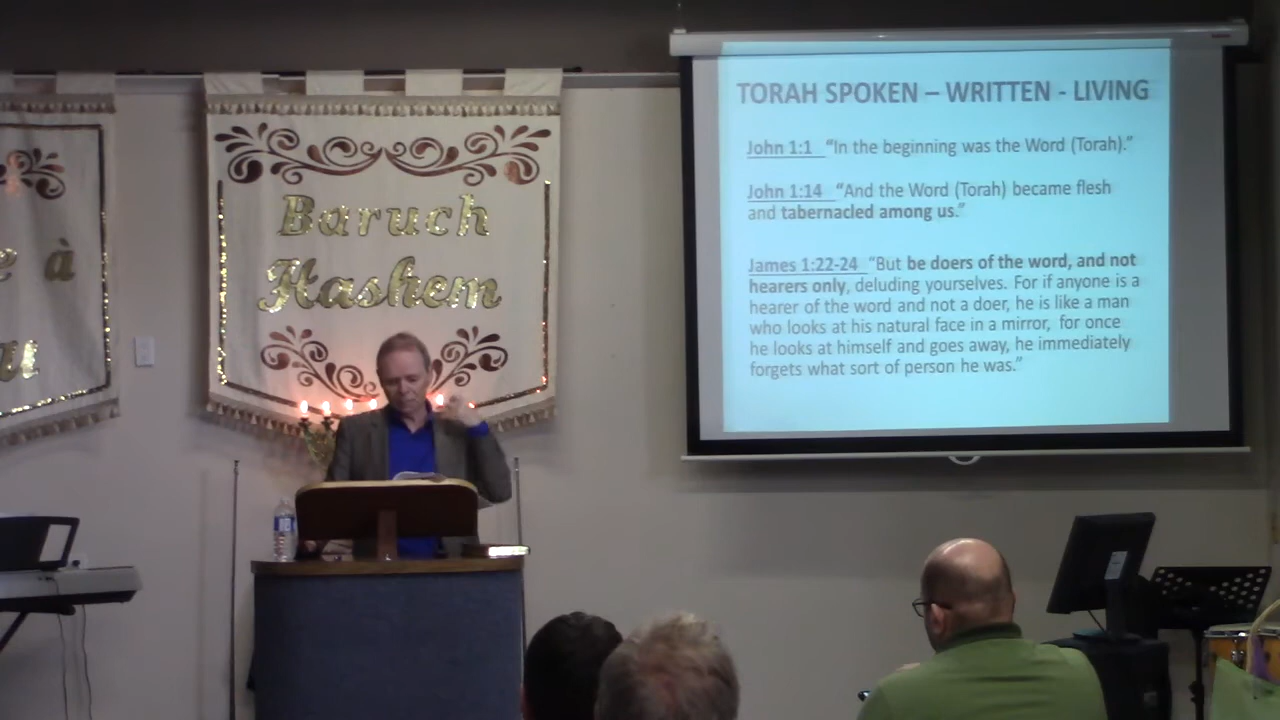 e à
u
Baruch
Hashem
TORAH SPOKEN – WRITTEN - LIVING
John 1:1 “In the beginning was the Word (Torah).”
John 1:14 “And the Word (Torah) became flesh
and tabernacled among us.”
James 1:22-24 “But be doers of the word, and not
hearers only, deluding yourselves. For if anyone is a
hearer of the word and not a doer, he is like a man
who looks at his natural face in a mirror, for once
he looks at himself and goes away, he immediately
forgets what sort of person he was.”